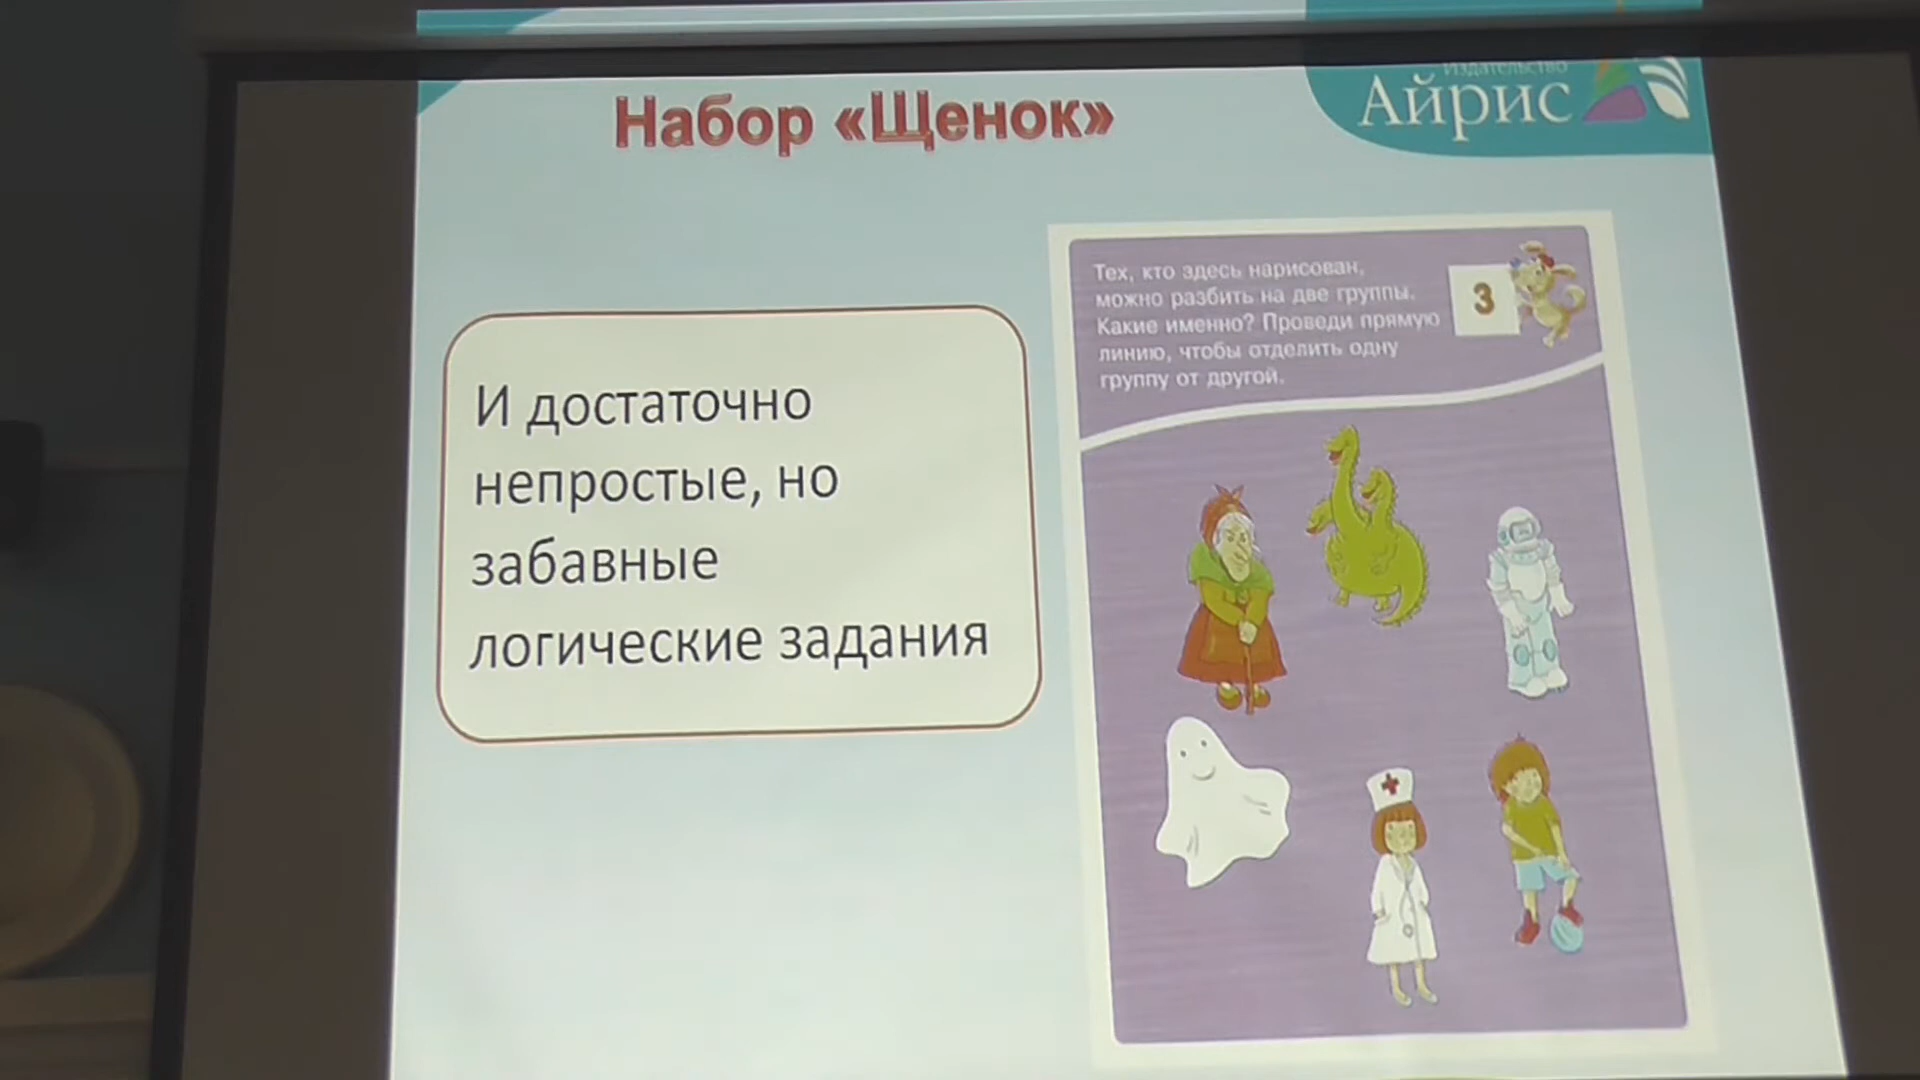 Издательство
Айрис
Набор «Щенок»
И достаточно
непростые, но
забавные
логические задания
Тех, кто здесь нарисован,
можно разбить на две группы.
Какие именно? Проведи прямую
линию, чтобы отделить одну
группу от другой.
3